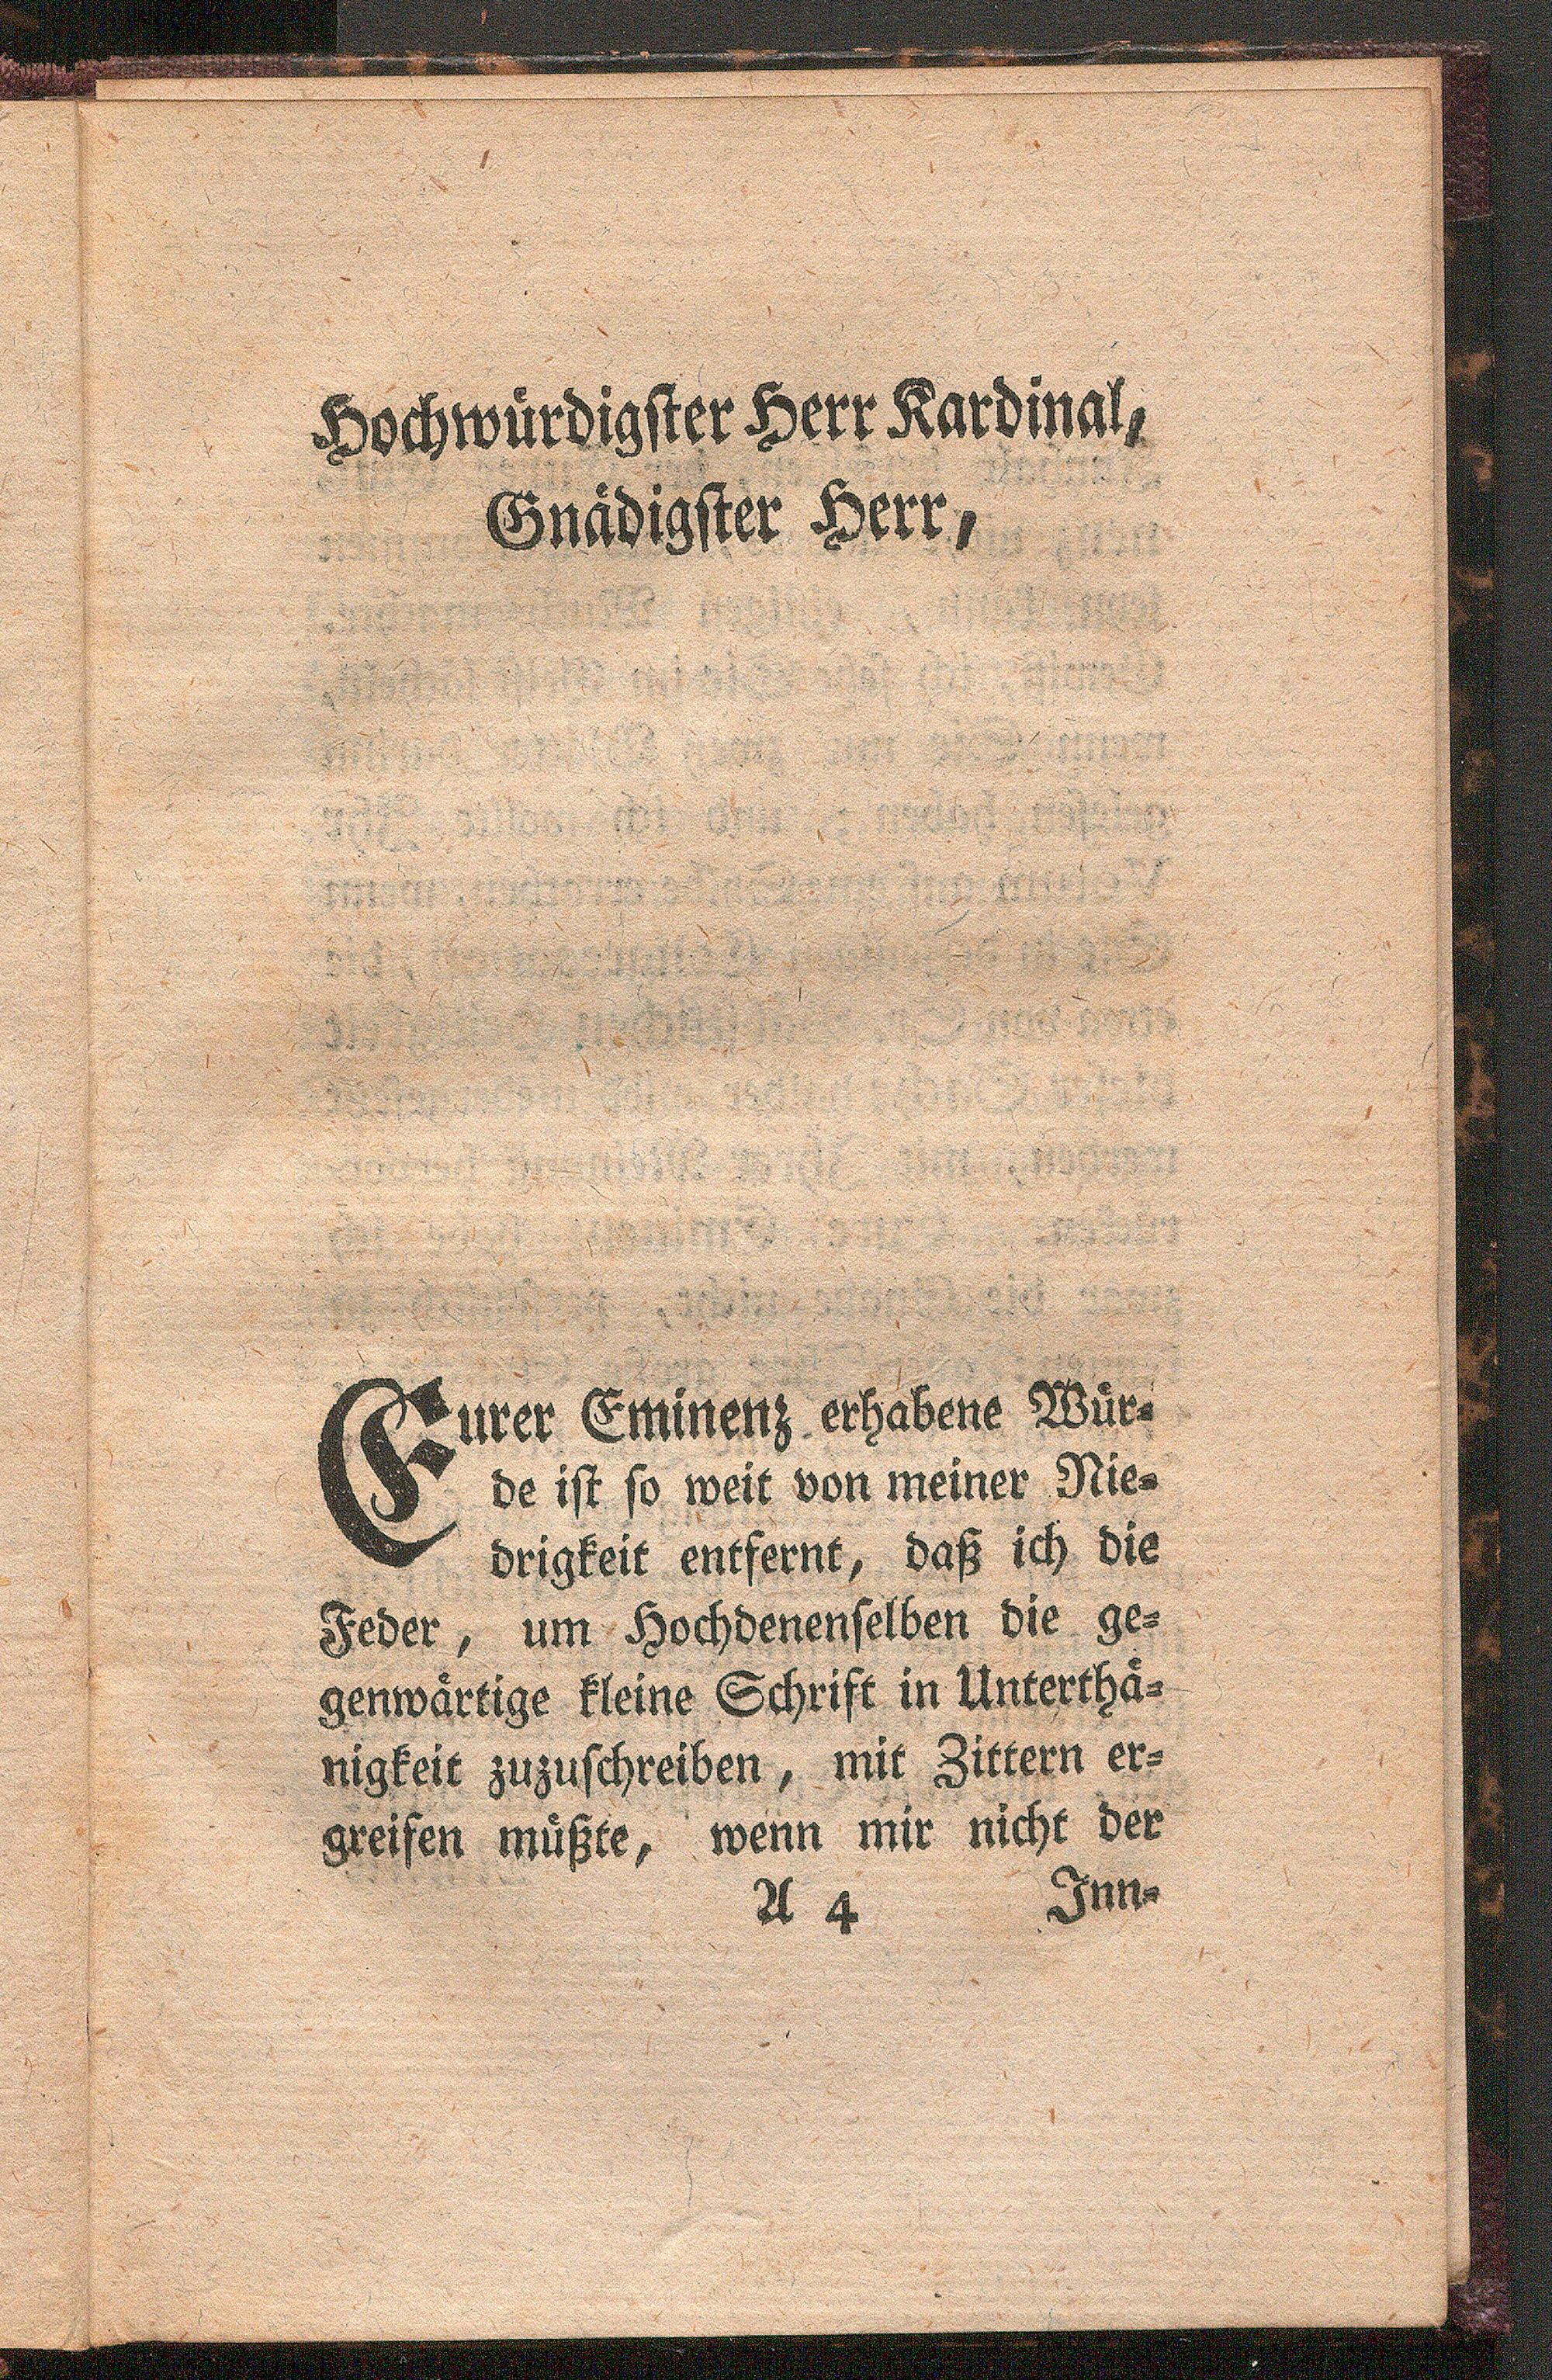 Hochwürdigster Herr Kardinal,
Gnädigster Herr,
Eurer Eminenz erhabene Wür-
de ist so weit von meiner Nie-
drigkeit entfernt, daß ich die
Feder, um Hochdenenselben die ge-
genwärtige kleine Schrift in Unterthä-
nigkeit zuzuschreiben, mit Zittern er-
greifen müßte, wenn mir nicht der
A 4 Inn-